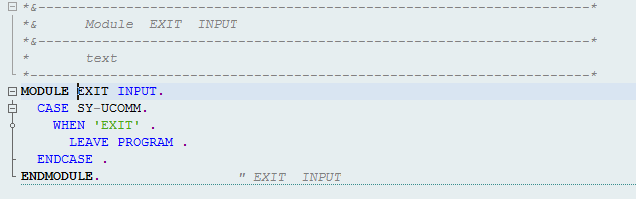 *&---------------------------------------------------------------------*
*&      Module  EXIT  INPUT
*&---------------------------------------------------------------------*
*       text
*----------------------------------------------------------------------*
MODULE EXIT INPUT.
  CASE SY-UCOMM.
    WHEN 'EXIT' .
      LEAVE PROGRAM .
  ENDCASE .
ENDMODULE.                 " EXIT  INPUT